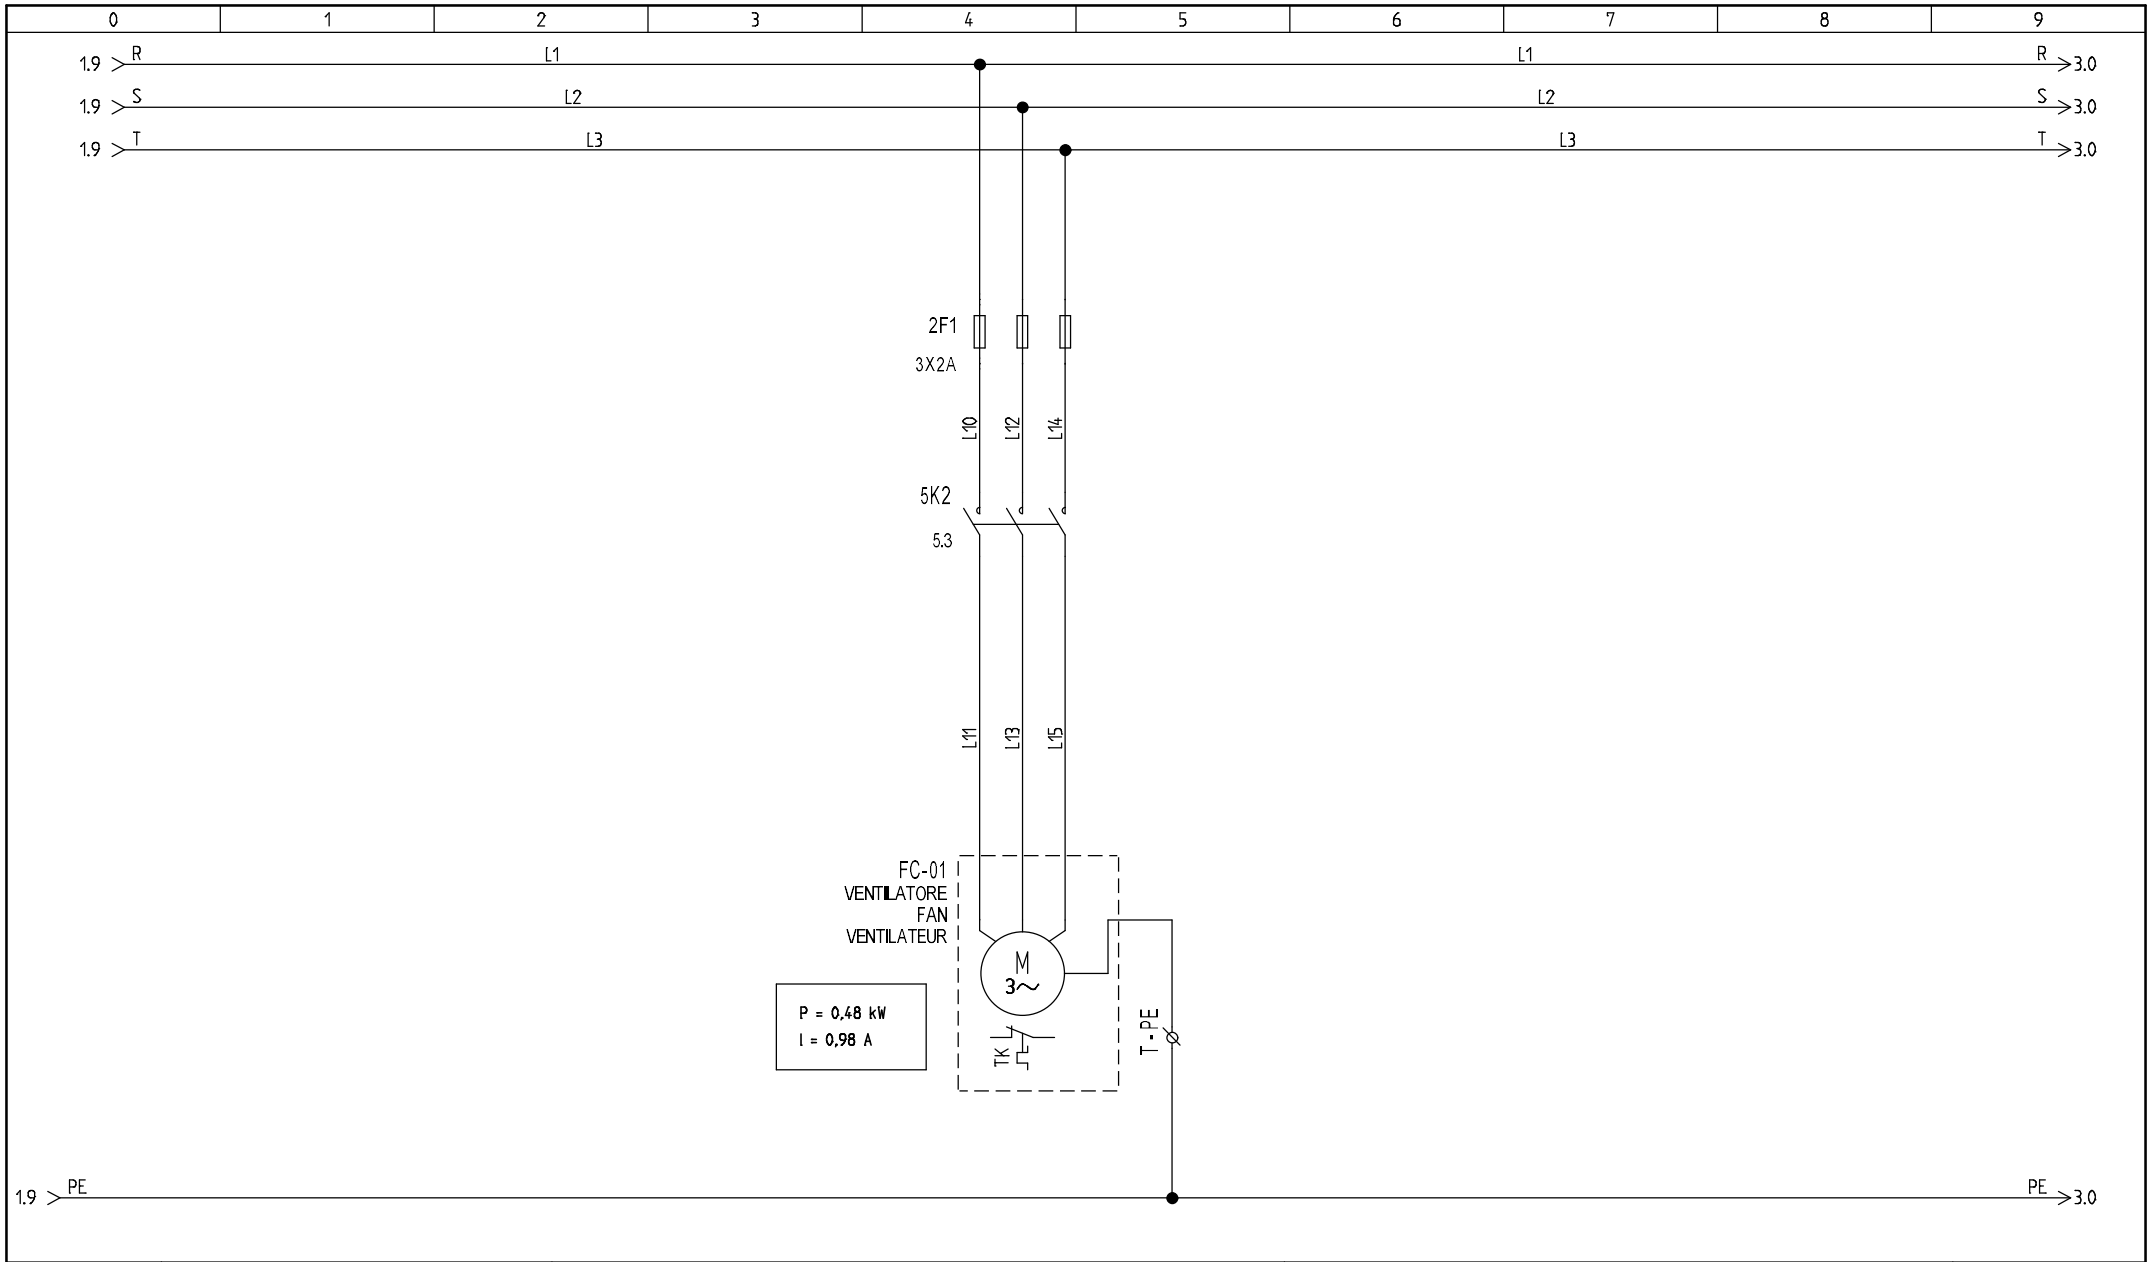 0 1 2 3 4 5 6 7 8 9
1.9 R L1 L1 R 3.0
1.9 S L2 L2 S 3.0
1.9 T L3 L3 T 3.0
2F1
3X2A
L10 L12 L14
5K2
5.3
L11 L13 L15
FC-01
VENTILATORE
FAN
VENTILATEUR
M
3~
P = 0,48 kW
I = 0,98 A
TK
T-PE
1.9 PE PE 3.0